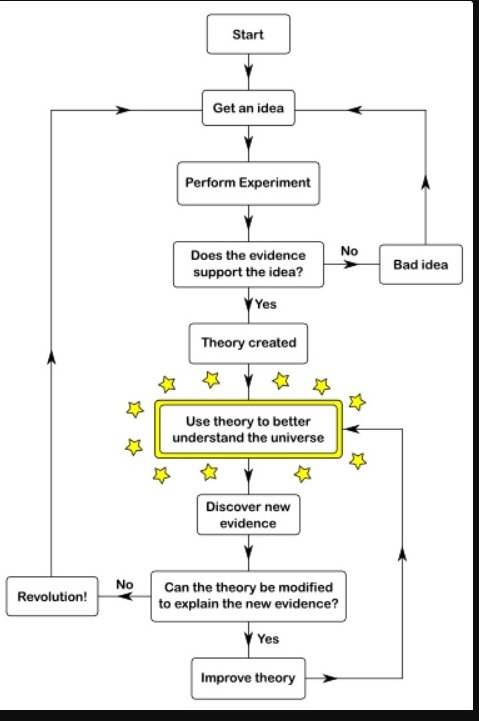 Start
Get an idea
Perform Experiment
Does the evidence
support the idea?
No
Bad idea
Yes
Theory created
Use theory to better
understand the universe
Discover new
evidence
Can the theory be modified
to explain the new evidence?
No
Revolution!
Yes
Improve theory